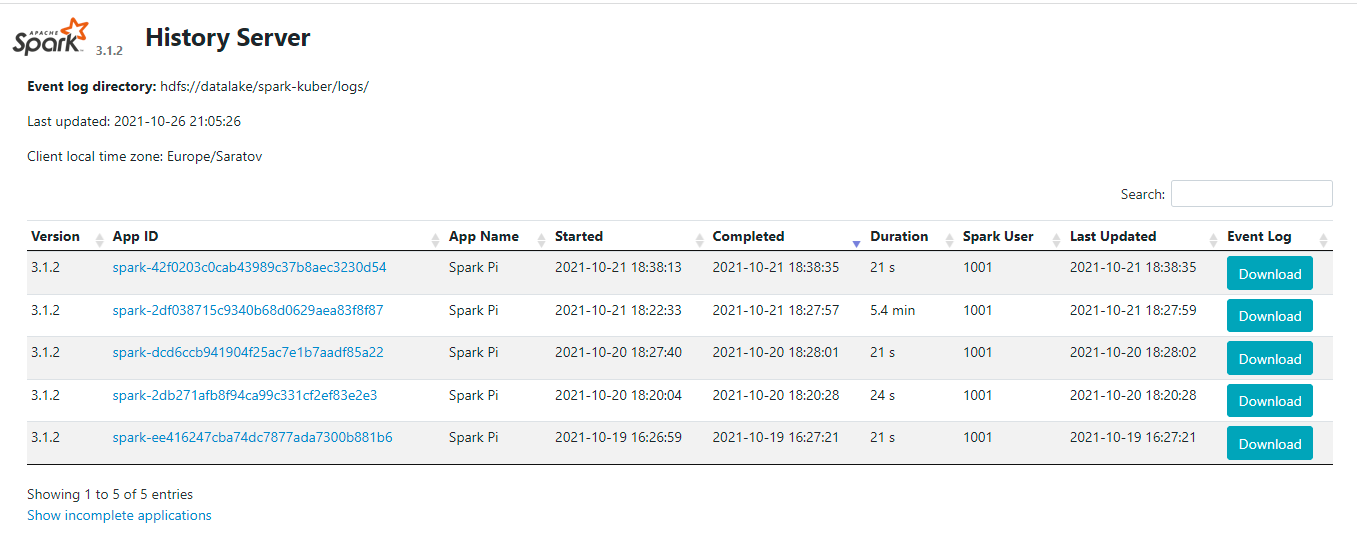 APACHE
Spark 3.1.2 History Server
Event log directory: hdfs://datalake/spark-kuber/logs/
Last updated: 2021-10-26 21:05:26
Client local time zone: Europe/Saratov
Search:
Version App ID App Name Started Completed Duration Spark User Last Updated Event Log
3.1.2 spark-42f0203c0cab43989c37b8aec3230d54 Spark Pi 2021-10-21 18:38:13 2021-10-21 18:38:35 21 s 1001 2021-10-21 18:38:35 Download
3.1.2 spark-2df038715c9340b68d0629aea83f8f87 Spark Pi 2021-10-21 18:22:33 2021-10-21 18:27:57 5.4 min 1001 2021-10-21 18:27:59 Download
3.1.2 spark-dcd6ccb941904f25ac7e1b7aadf85a22 Spark Pi 2021-10-20 18:27:40 2021-10-20 18:28:01 21 s 1001 2021-10-20 18:28:02 Download
3.1.2 spark-2db271afb8f94ca99c331cf2ef83e2e3 Spark Pi 2021-10-20 18:20:04 2021-10-20 18:20:28 24 s 1001 2021-10-20 18:20:28 Download
3.1.2 spark-ee416247cba74dc7877ada7300b881b6 Spark Pi 2021-10-19 16:26:59 2021-10-19 16:27:21 21 s 1001 2021-10-19 16:27:21 Download
Showing 1 to 5 of 5 entries
Show incomplete applications